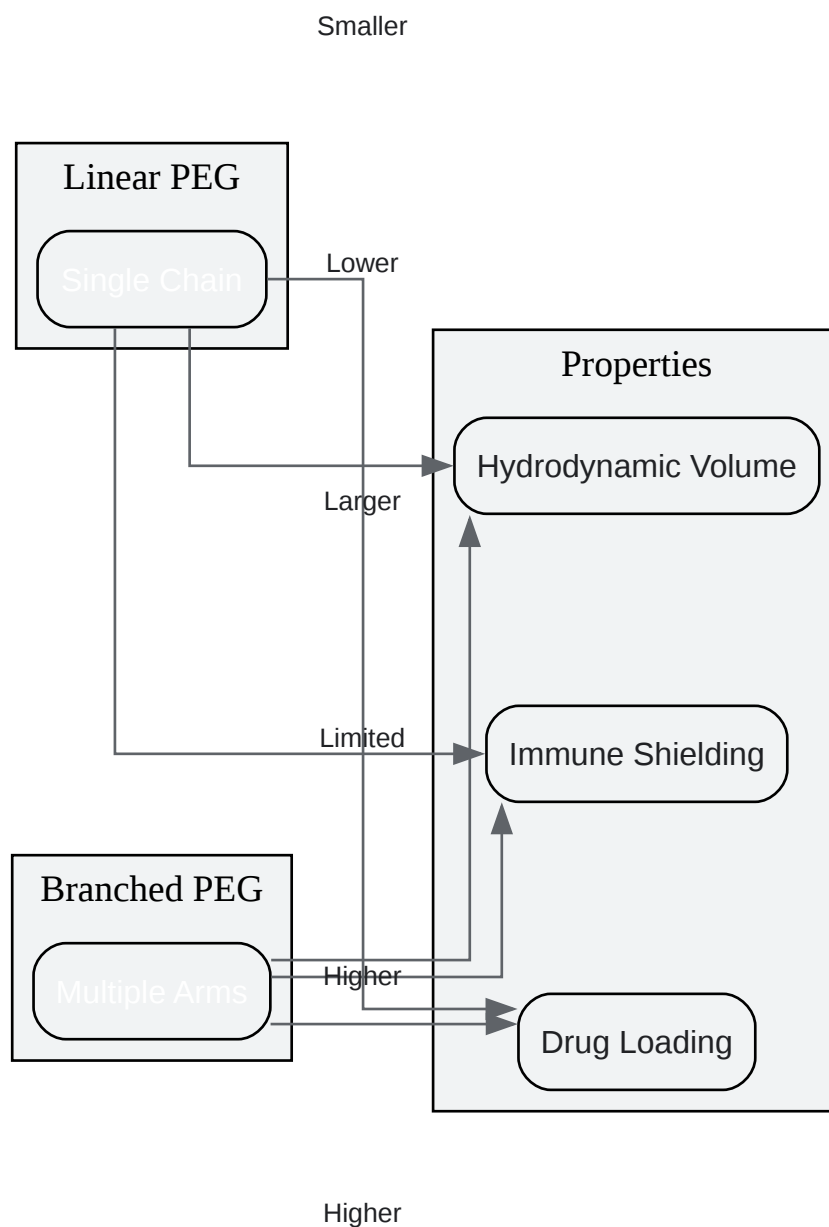 Smaller
Linear PEG
Single Chain
Lower
Properties
Hydrodynamic Volume
Larger
Limited
Immune Shielding
Branched PEG
Multiple Arms
Higher
Drug Loading
Higher